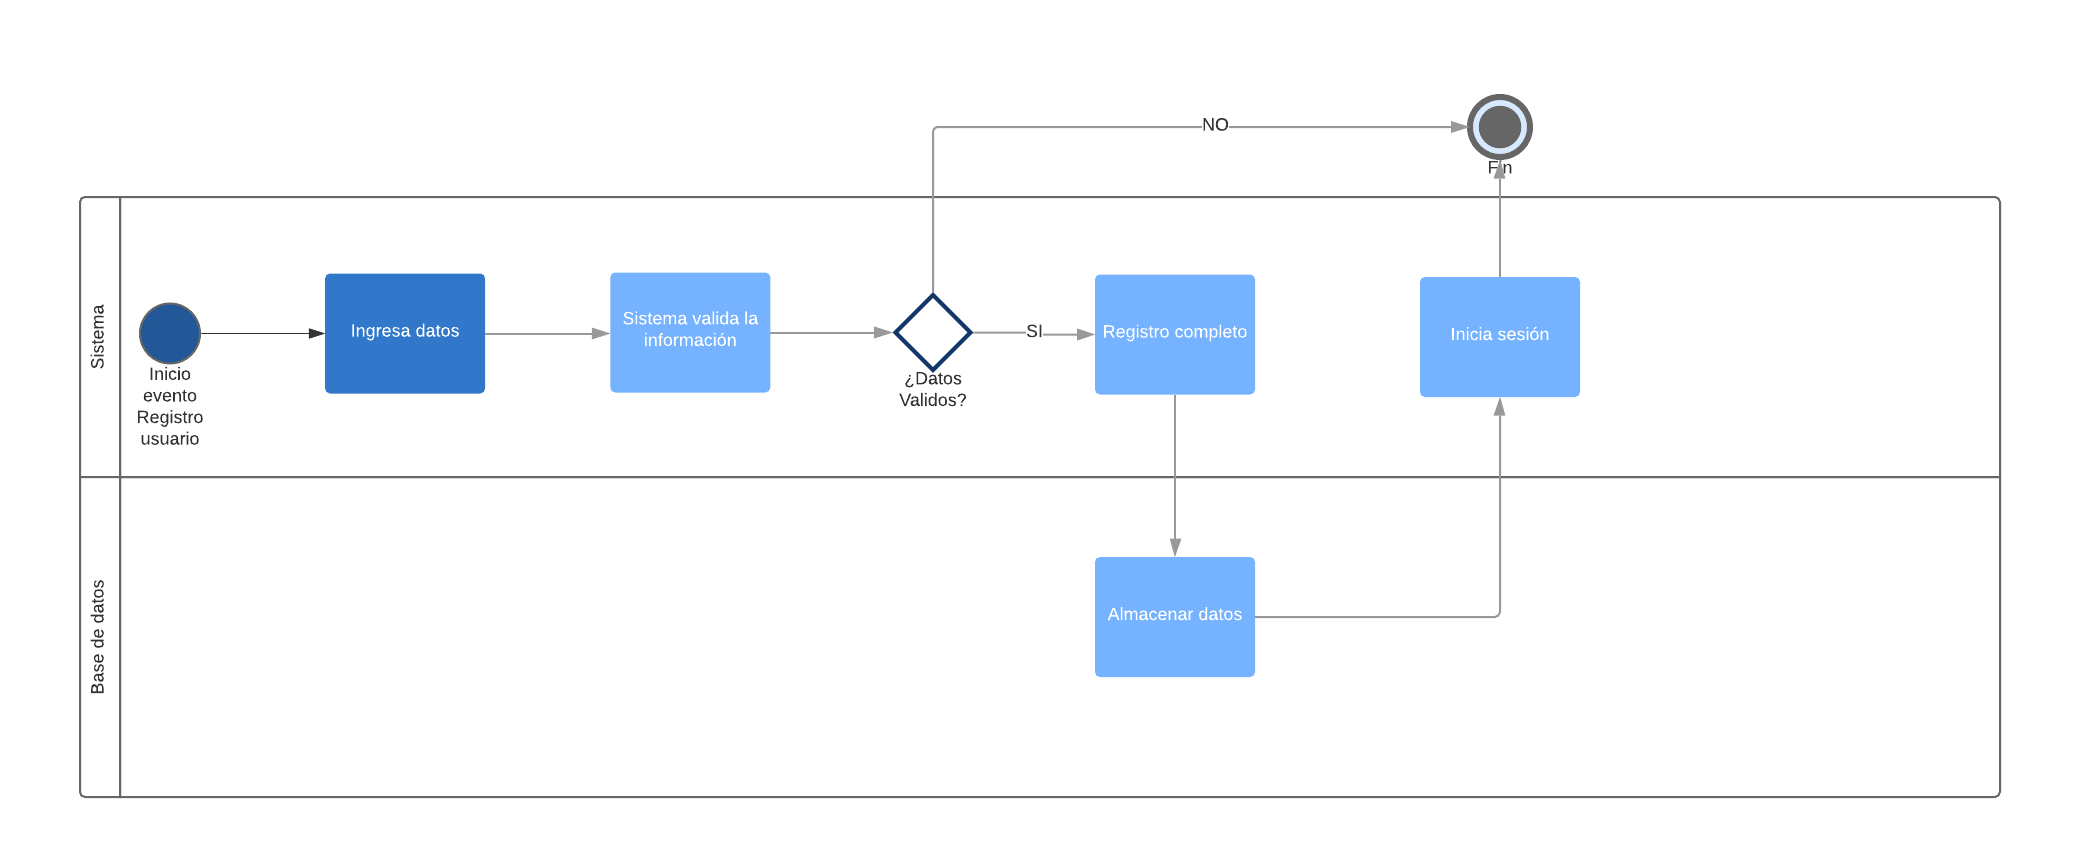 NO
Fin
Sistema
Inicio
evento
Registro
usuario
Ingresa datos
Sistema valida la
información
¿Datos
Validos?
SI
Registro completo
Inicia sesión
Base de datos
Almacenar datos